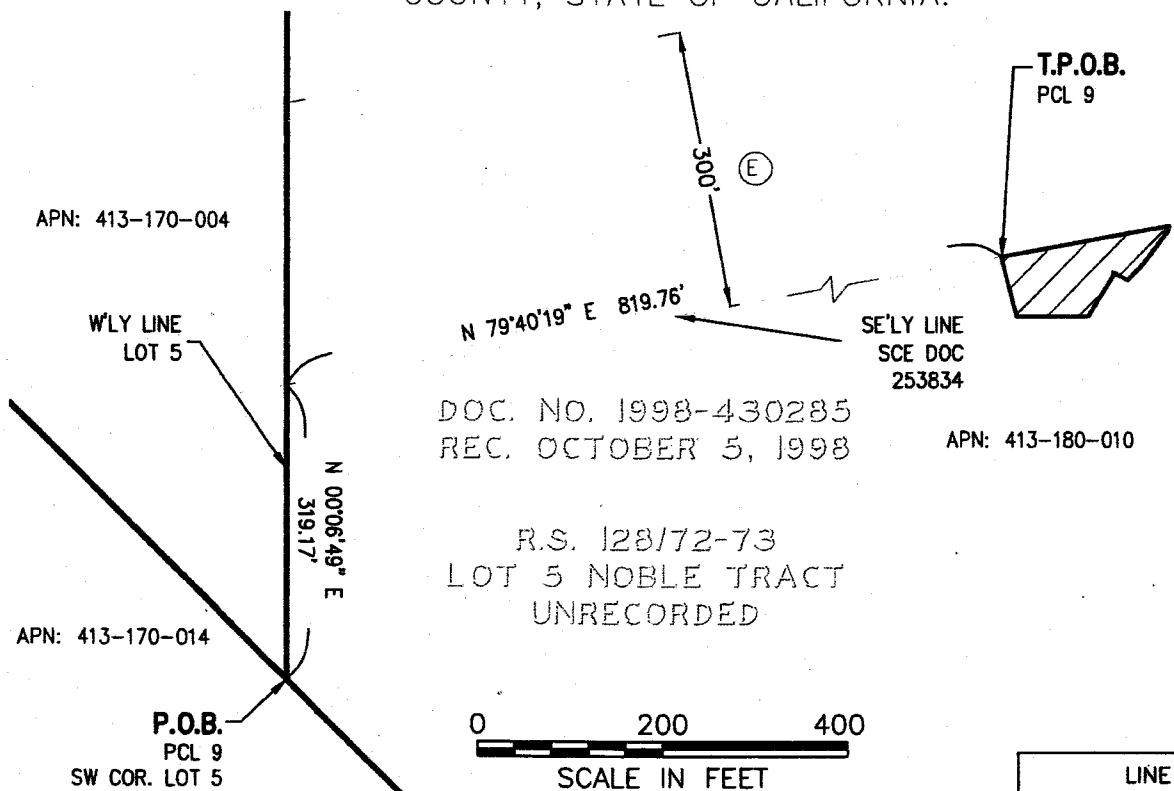 COUNTY, STATE OF CALIFORNIA.
T.P.O.B.
PCL 9
300'
E
APN: 413-170-004
W'LY LINE
LOT 5
N 79°40'19" E 819.76'
SE'LY LINE
SCE DOC
253834
DOC. NO. 1998-430285
REC. OCTOBER 5, 1998
APN: 413-180-010
N 00°06'49" E
319.17'
R.S. 128/72-73
LOT 5 NOBLE TRACT
UNRECORDED
APN: 413-170-014
P.O.B.
PCL 9
SW COR. LOT 5
0 200 400
SCALE IN FEET
LINE